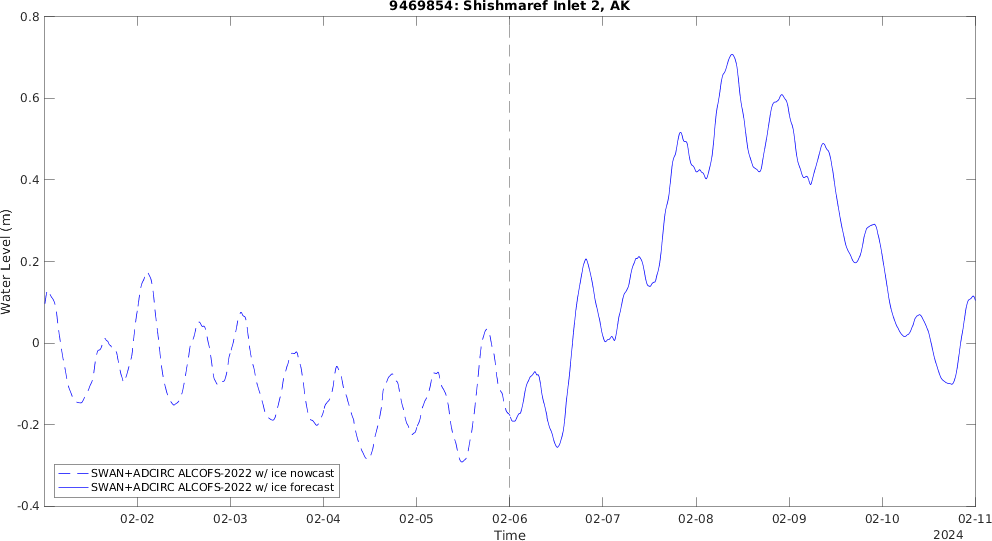 9469854: Shishmaref Inlet 2, AK
0.8
0.6
0.4
0.2
0
-0.2
-0.4
Water Level (m)
SWAN+ADCIRC ALCOFS-2022 w/ ice nowcast
SWAN+ADCIRC ALCOFS-2022 w/ ice forecast
02-02 02-03 02-04 02-05 02-06 02-07 02-08 02-09 02-10 02-11
Time
2024